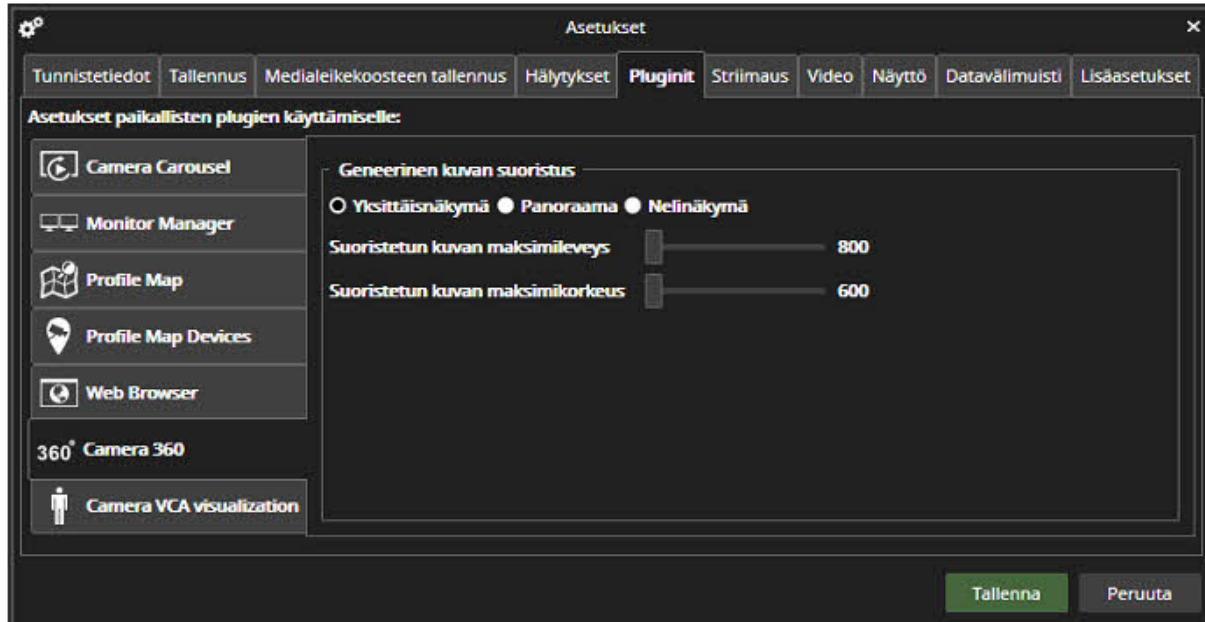 Asetukset
Tunnistetiedot Tallennus Medialeikekoosteen tallennus Hälytykset Pluginit Striimaus Video Näyttö Datavälimuisti Lisäasetukset
Asetukset paikallisten plugien käyttämiselle:
Camera Carousel
Monitor Manager
Profile Map
Profile Map Devices
Web Browser
360° Camera 360
Camera VCA visualization
Geneerinen kuvan suoristus
Yksittäisnäkymä Panoraama Nelinäkymä
Suoristetun kuvan maksimileveys 800
Suoristetun kuvan maksimikorkeus 600
Tallenna Peruuta